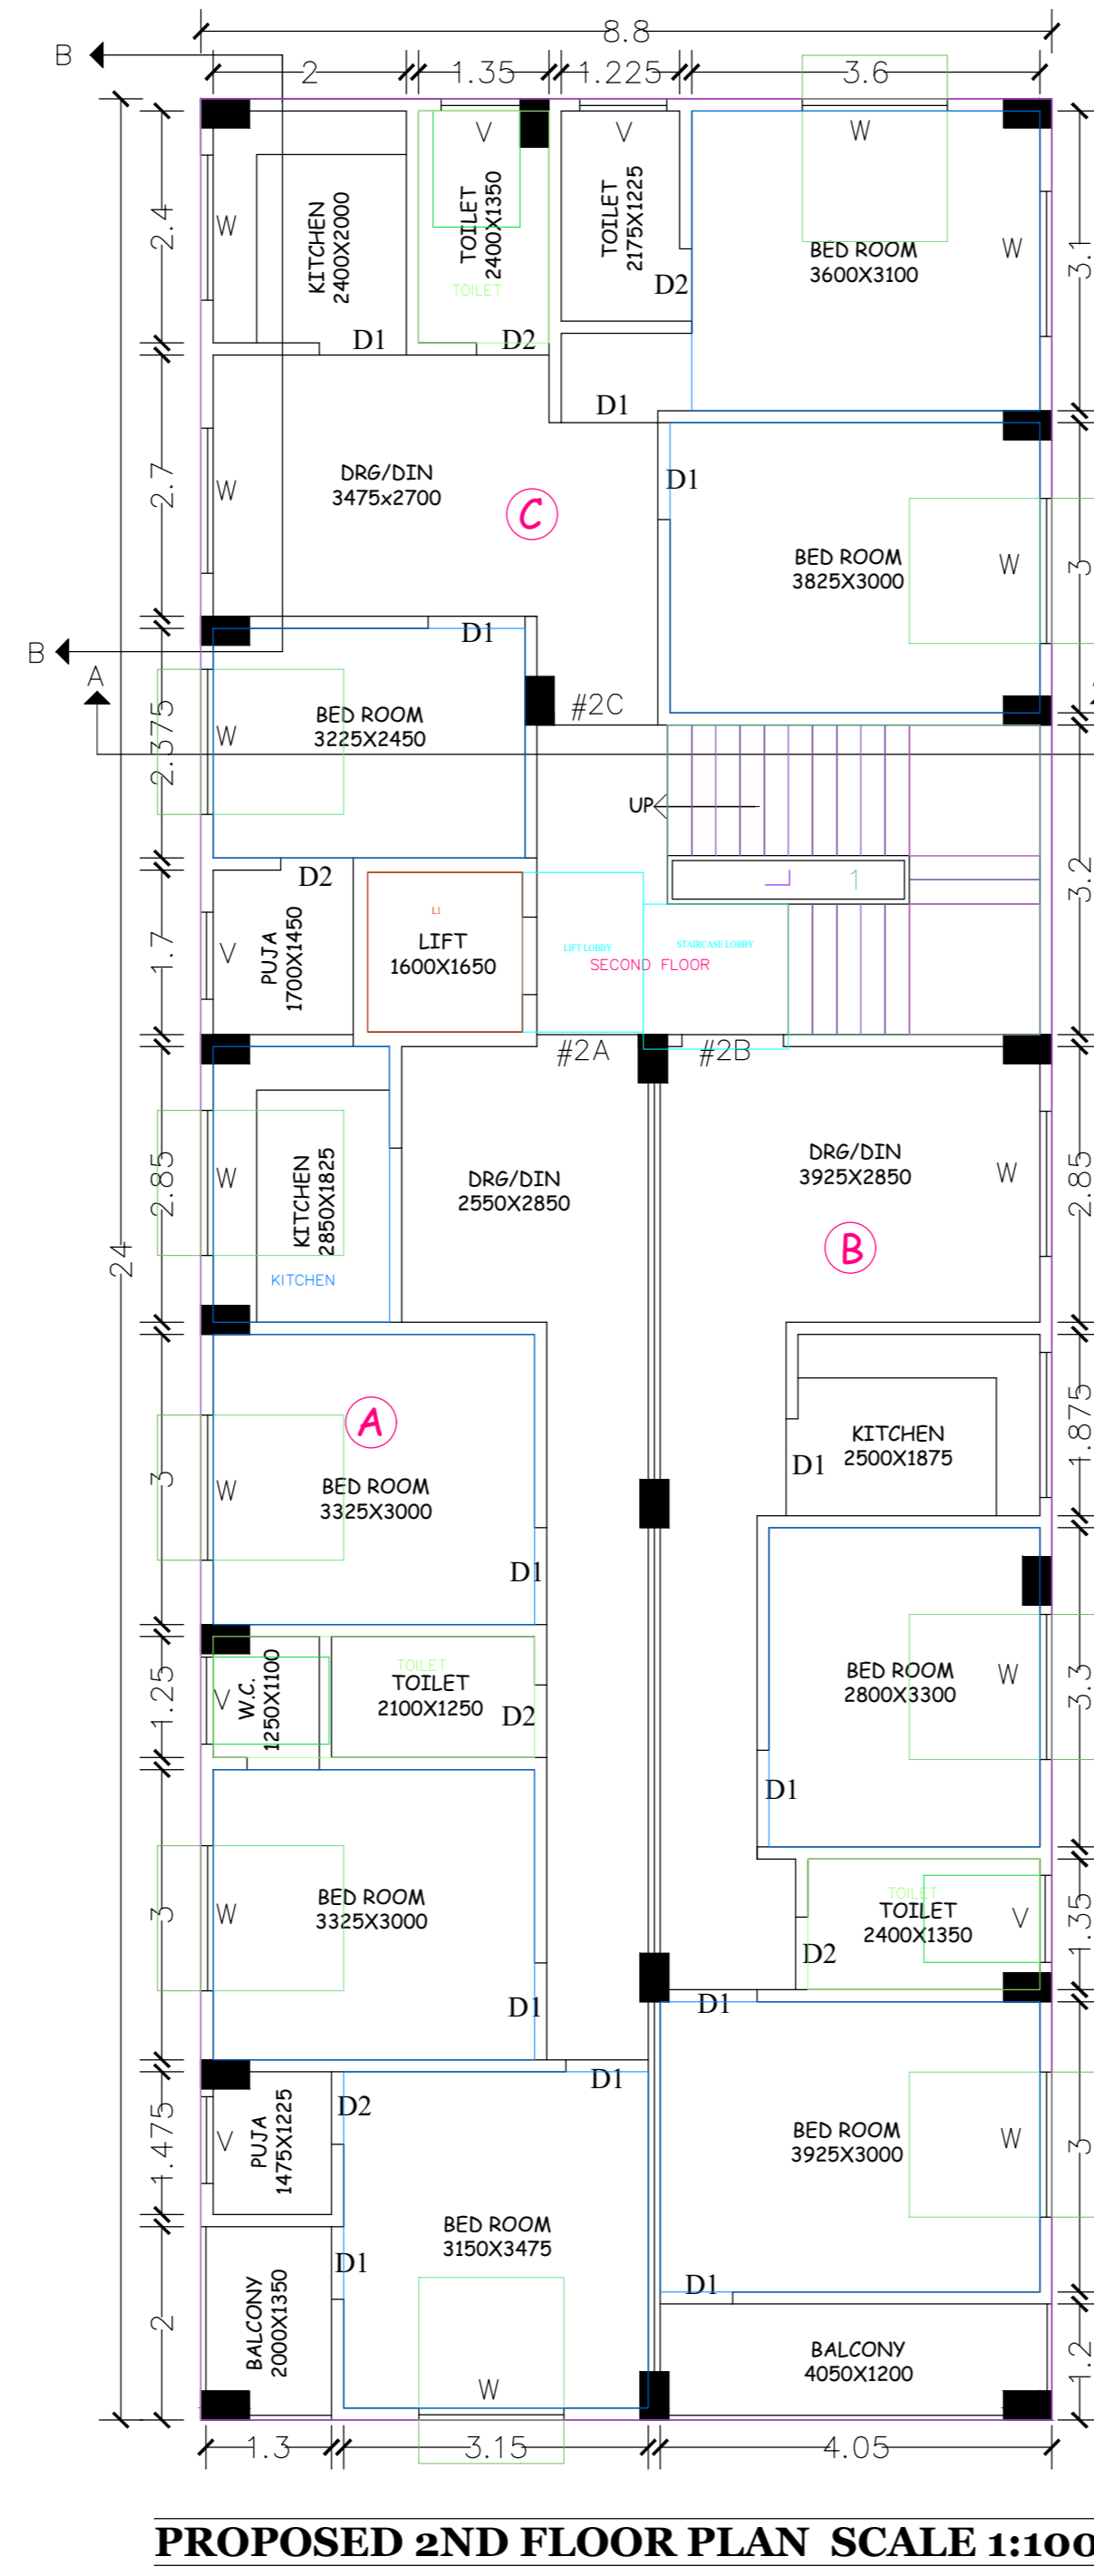 8.8
B
2
1.35
1.225
3.6
V
V
W
W
KITCHEN
2400X2000
TOILET
2400X1350
TOILET
TOILET
2175X1225
BED ROOM
3600X3100
W
2.4
3.1
D1
D2
D2
D1
DRG/DIN
3475x2700
C
W
2.7
D1
BED ROOM
3825X3000
W
3
D1
B
A
BED ROOM
3225X2450
W
2.375
#2C
UP
1
D2
PUJA
1700X1450
V
1.7
L1
LIFT
1600X1650
LIFT LOBBY
STAIRCASE LOBBY
SECOND FLOOR
3.2
#2A
#2B
24
2.85
W
KITCHEN
2850X1825
KITCHEN
DRG/DIN
2550X2850
DRG/DIN
3925X2850
W
2.85
B
A
BED ROOM
3325X3000
W
3
D1
KITCHEN
2500X1875
D1
1.875
1.25
V
W.C.
1250X1100
TOILET
TOILET
2100X1250
D2
BED ROOM
2800X3300
W
3.3
D1
BED ROOM
3325X3000
W
3
D1
TOILET
TOILET
2400X1350
V
D2
1.35
D1
D1
1.475
V
PUJA
1475X1225
D2
BED ROOM
3925X3000
W
3
BED ROOM
3150X3475
D1
D1
2
BALCONY
2000X1350
W
BALCONY
4050X1200
1.2
1.3
3.15
4.05
PROPOSED 2ND FLOOR PLAN SCALE 1:100